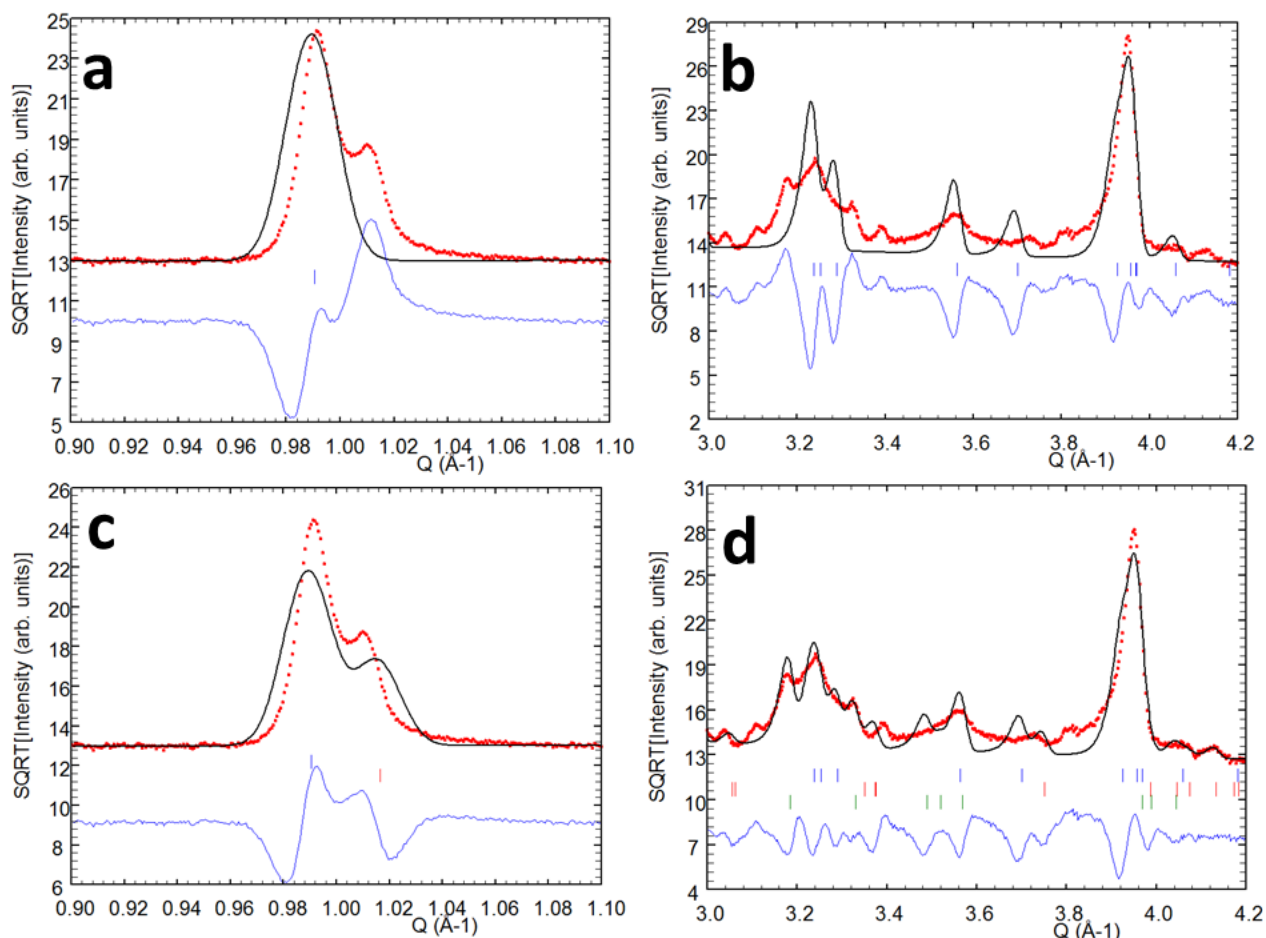 a
SQRT[Intensity (arb. units)]
25
23
21
19
17
15
13
11
9
7
5
0.90 0.92 0.94 0.96 0.98 1.00 1.02 1.04 1.06 1.08 1.10
Q (Å-1)
b
SQRT[Intensity (arb. units)]
29
26
23
20
17
14
11
8
5
2
3.0 3.2 3.4 3.6 3.8 4.0 4.2
Q (Å-1)
c
SQRT[Intensity (arb. units)]
26
24
22
20
18
16
14
12
10
8
6
0.90 0.92 0.94 0.96 0.98 1.00 1.02 1.04 1.06 1.08 1.10
Q (Å-1)
d
SQRT[Intensity (arb. units)]
31
28
25
22
19
16
13
10
7
4
3.0 3.2 3.4 3.6 3.8 4.0 4.2
Q (Å-1)